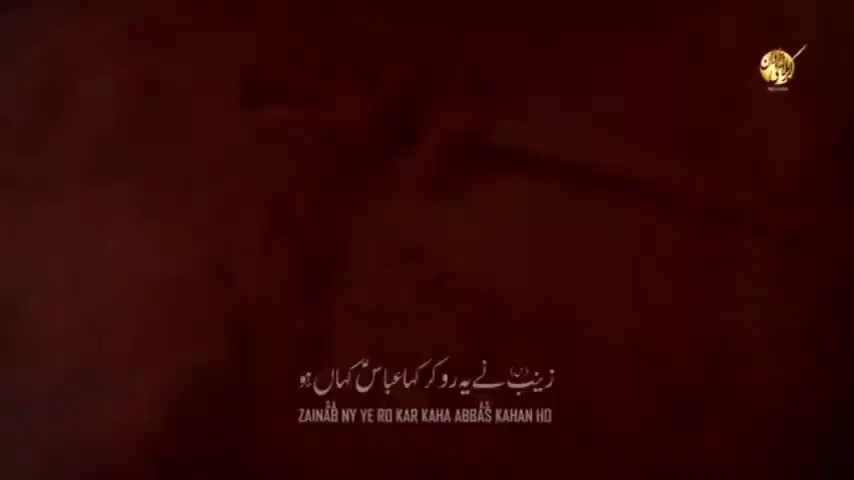 زینبؑ نے یہ رو کر کہا عباسؑ کہاں ہو
ZAINAB NY YE RO KAR KAHA ABBAS KAHAN HO